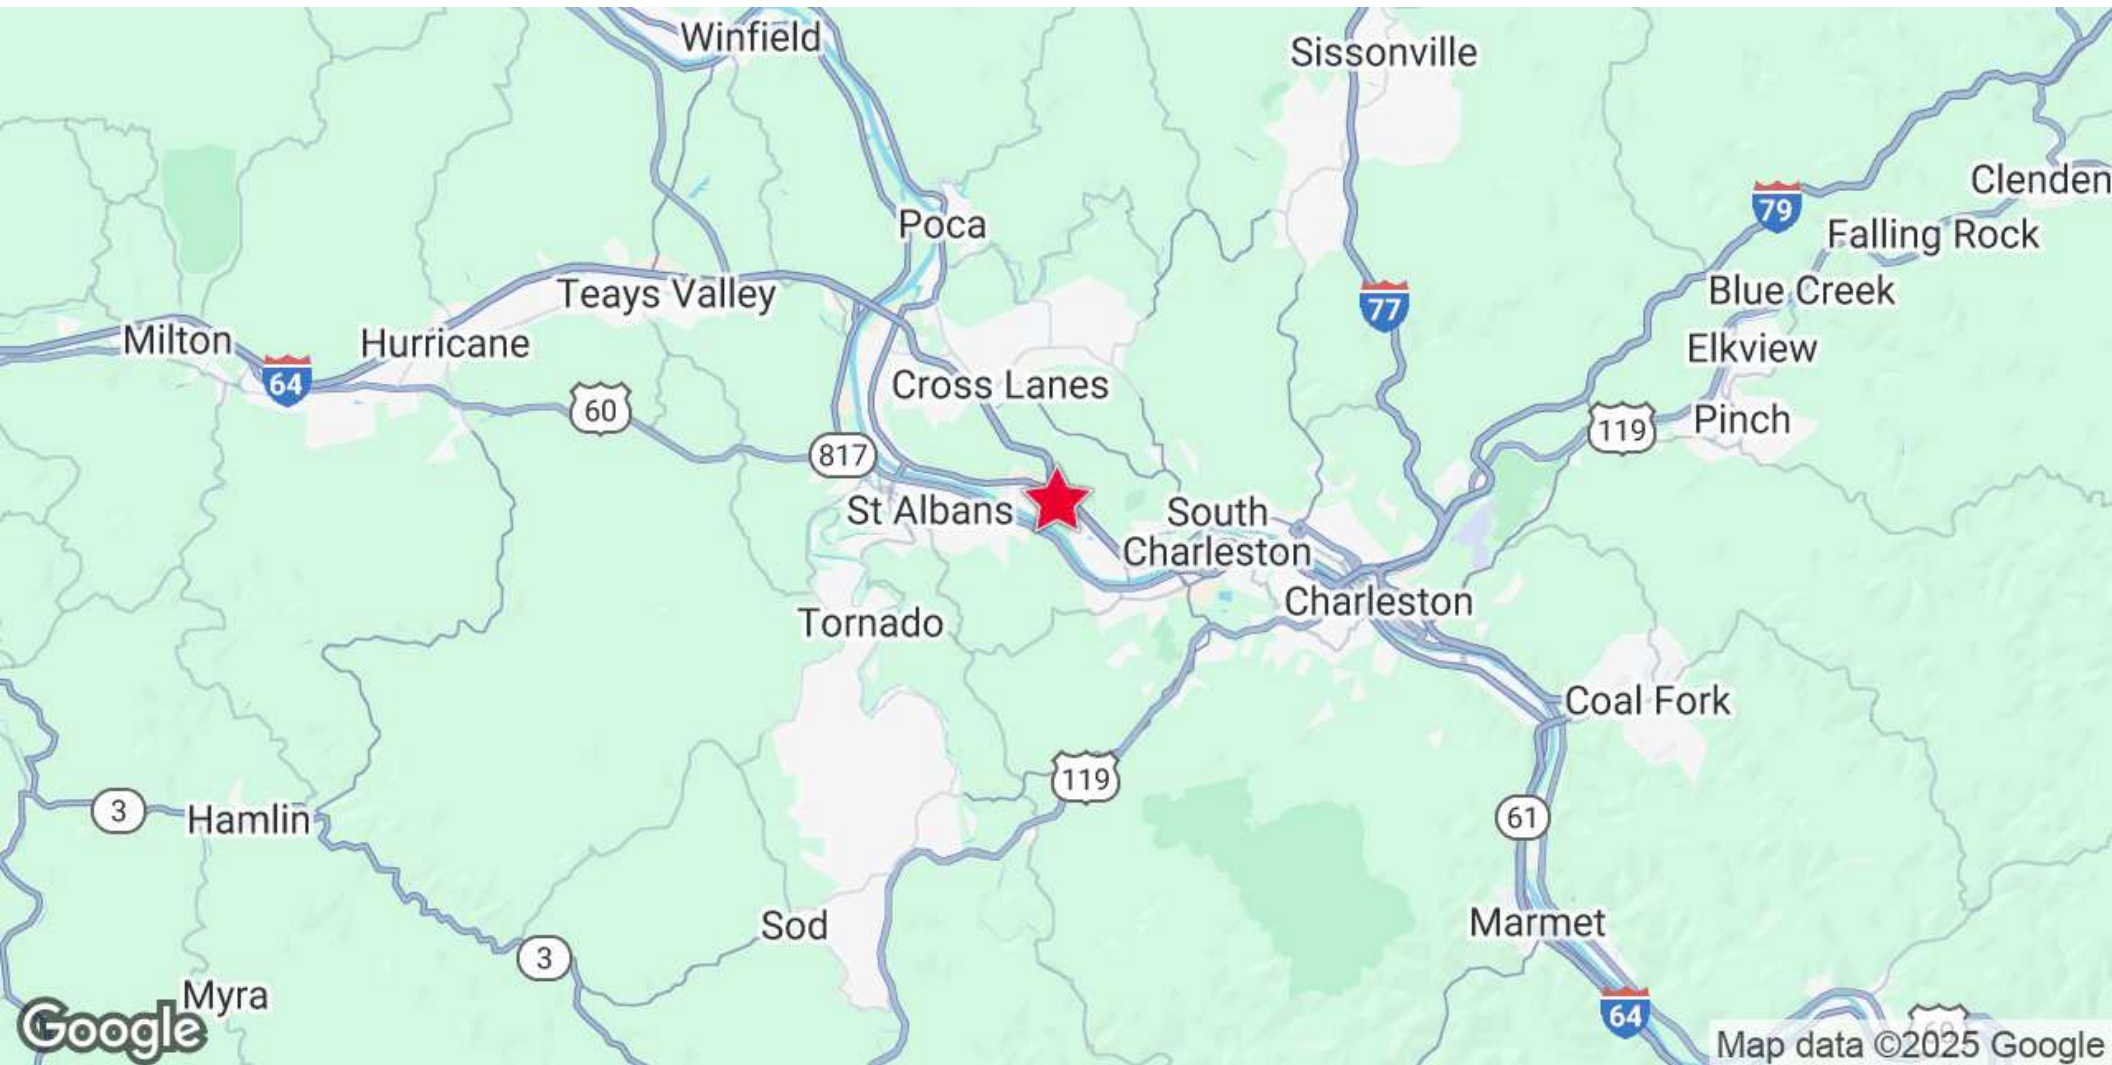 Winfield
Sissonville
Clenden
79
Poca
Falling Rock
Teays Valley
77
Blue Creek
Milton
Hurricane
Elkview
64
Cross Lanes
60
Pinch
119
817
St Albans
South
Charleston
Charleston
Tornado
Coal Fork
119
3
Hamlin
61
Sod
Marmet
3
Myra
64
Google
60
Map data ©2025 Google